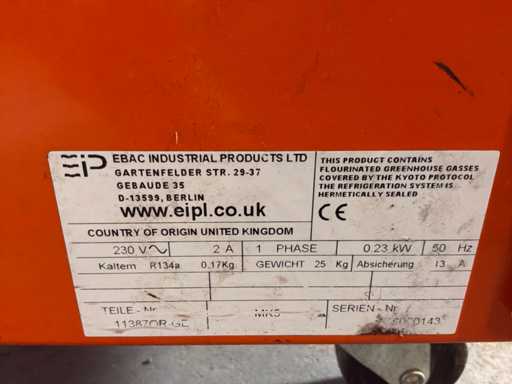 EIP EBAC INDUSTRIAL PRODUCTS LTD
GARTENFELDER STR. 29-37
GEBAUDE 35
D-13599, BERLIN
www.eipl.co.uk
COUNTRY OF ORIGIN UNITED KINGDOM
THIS PRODUCT CONTAINS
FLOURINATED GREENHOUSE GASSES
COVERED BY THE KYOTO PROTOCOL
THE REFRIGERATION SYSTEM IS
HERMETICALLY SEALED
CE
230 V 2 A 1 PHASE 0.23 kW 50 Hz
Kaltem R134a 0.17Kg GEWICHT 25 Kg Absicherung 13 A
TEILE - Nr SERIEN - Nr
11387OR-GE MK5